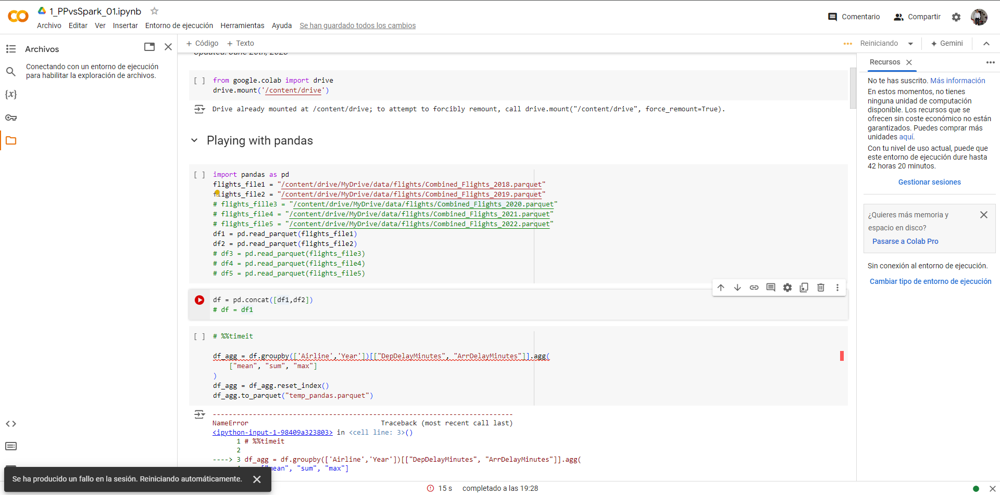 1_PPvsSpark_01.ipynb
Archivo Editar Ver Insertar Entorno de ejecución Herramientas Ayuda Se han guardado todos los cambios
Comentario Compartir
Archivos
Conectando con un entorno de ejecución
para habilitar la exploración de archivos.
{x}
+ Código + Texto
Reiniciando Gemini
Updated: June 20th, 2023
[ ] from google.colab import drive
drive.mount('/content/drive')
Drive already mounted at /content/drive; to attempt to forcibly remount, call drive.mount("/content/drive", force_remount=True).
Playing with pandas
[ ] import pandas as pd
flights_file1 = "/content/drive/MyDrive/data/flights/Combined_Flights_2018.parquet"
flights_file2 = "/content/drive/MyDrive/data/flights/Combined_Flights_2019.parquet"
# flights_fille3 = "/content/drive/MyDrive/data/flights/Combined_Flights_2020.parquet"
# flights_file4 = "/content/drive/MyDrive/data/flights/Combined_Flights_2021.parquet"
# flights_file5 = "/content/drive/MyDrive/data/flights/Combined_Flights_2022.parquet"
df1 = pd.read_parquet(flights_file1)
df2 = pd.read_parquet(flights_file2)
# df3 = pd.read_parquet(flights_file3)
# df4 = pd.read_parquet(flights_file4)
# df5 = pd.read_parquet(flights_file5)
df = pd.concat([df1,df2])
# df = df1
[ ] # %%timeit
df_agg = df.groupby(['Airline','Year'])[["DepDelayMinutes", "ArrDelayMinutes"]].agg(
["mean", "sum", "max"]
)
df_agg = df_agg.reset_index()
df_agg.to_parquet("temp_pandas.parquet")
---------------------------------------------------------------------------
NameError Traceback (most recent call last)
<ipython-input-1-98409a323803> in <cell line: 3>()
1 # %%timeit
2
----> 3 df_agg = df.groupby(['Airline','Year'])[["DepDelayMinutes", "ArrDelayMinutes"]].agg(
"mean", "sum", "max"]
Recursos
No te has suscrito. Más información
En estos momentos, no tienes
ninguna unidad de computación
disponible. Los recursos que se
ofrecen sin coste económico no están
garantizados. Puedes comprar más
unidades aquí.
Con tu nivel de uso actual, puede que
este entorno de ejecución dure hasta
42 horas 20 minutos.
Gestionar sesiones
¿Quieres más memoria y
espacio en disco?
Pasarse a Colab Pro
Sin conexión al entorno de ejecución.
Cambiar tipo de entorno de ejecución
Se ha producido un fallo en la sesión. Reiniciando automáticamente.
15 s completado a las 19:28